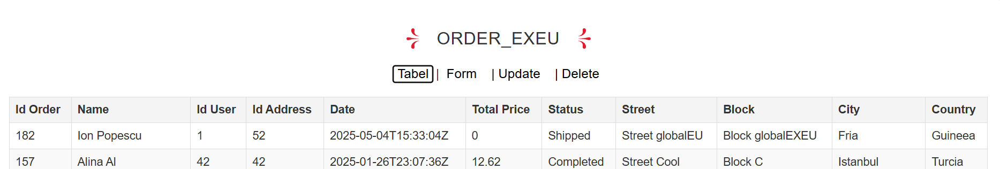 ORDER_EXEU
Tabel | Form | Update | Delete
Id Order Name Id User Id Address Date Total Price Status Street Block City Country
182 Ion Popescu 1 52 2025-05-04T15:33:04Z 0 Shipped Street globalEU Block globalEXEU Fria Guineea
157 Alina Al 42 42 2025-01-26T23:07:36Z 12.62 Completed Street Cool Block C Istanbul Turcia